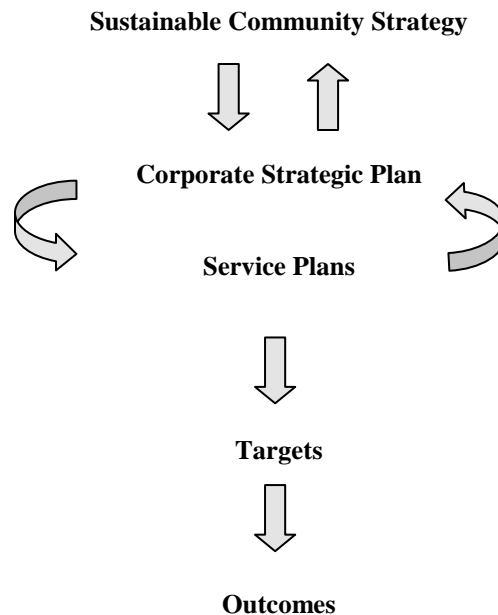 Sustainable Community Strategy
Corporate Strategic Plan
Service Plans
Targets
Outcomes